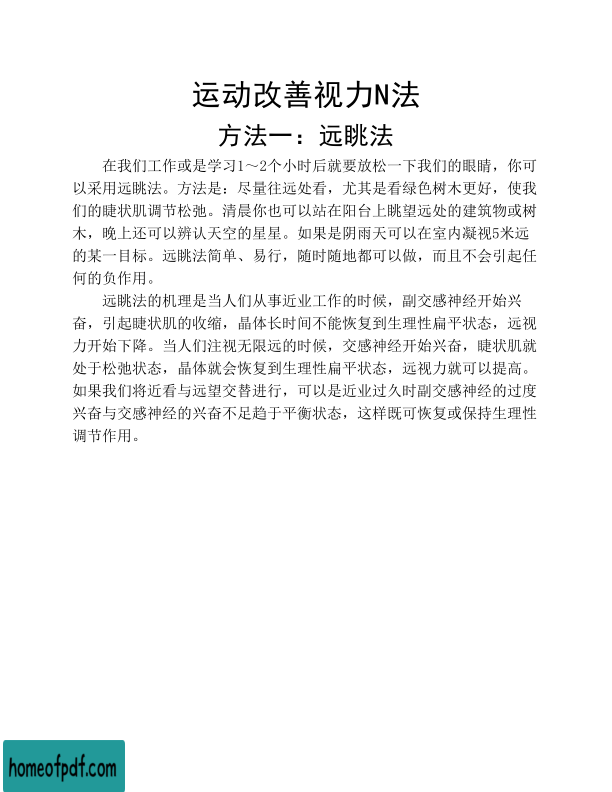 运动改善视力N法
方法一：远眺法
在我们工作或是学习1～2个小时后就要放松一下我们的眼睛，你可
以采用远眺法。方法是：尽量往远处看，尤其是看绿色树木更好，使我
们的睫状肌调节松弛。清晨你也可以站在阳台上眺望远处的建筑物或树
木，晚上还可以辨认天空的星星。如果是阴雨天可以在室内凝视5米远
的某一目标。远眺法简单、易行，随时随地都可以做，而且不会引起任
何的负作用。
远眺法的机理是当人们从事近业工作的时候，副交感神经开始兴
奋，引起睫状肌的收缩，晶体长时间不能恢复到生理性扁平状态，远视
力开始下降。当人们注视无限远的时候，交感神经开始兴奋，睫状肌就
处于松弛状态，晶体就会恢复到生理性扁平状态，远视力就可以提高。
如果我们将近看与远望交替进行，可以是近业过久时副交感神经的过度
兴奋与交感神经的兴奋不足趋于平衡状态，这样既可恢复或保持生理性
调节作用。
homeofpdf.com